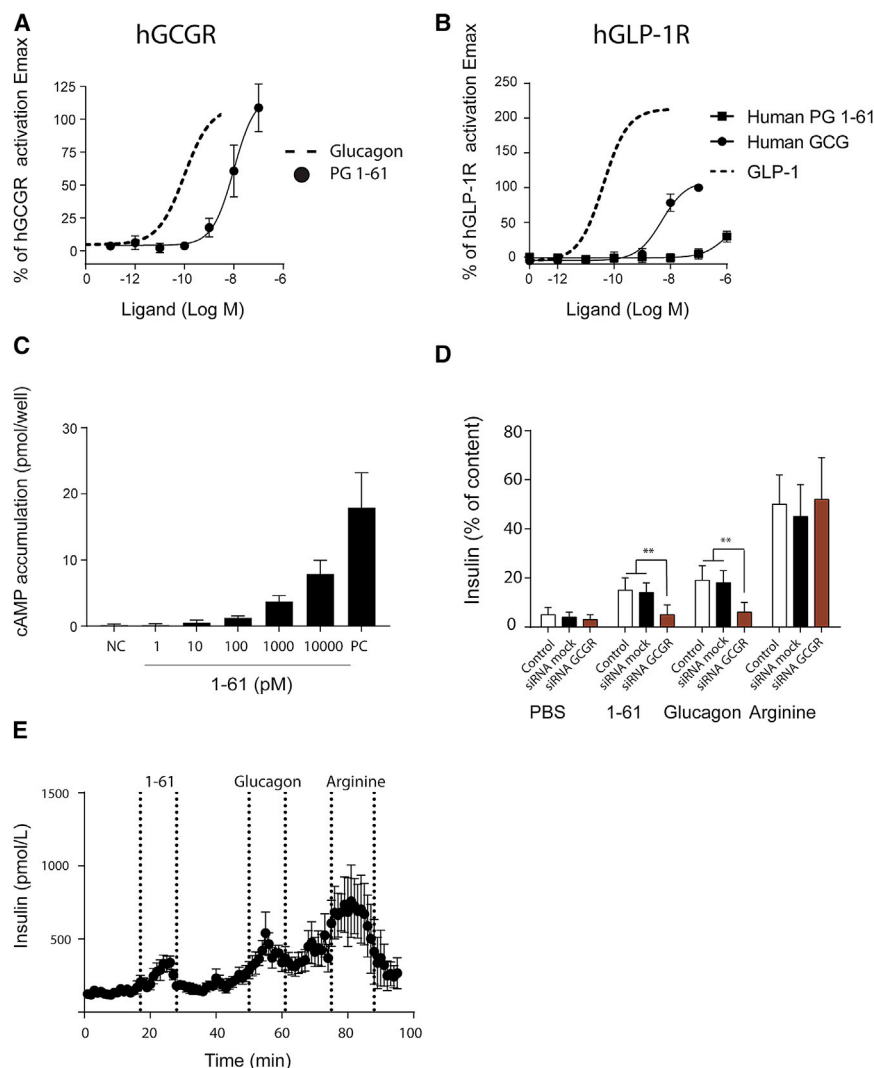 A
hGCGR
% of hGCGR activation Emax
125
100
75
50
25
0
0 -12 -10 -8 -6
Ligand (Log M)
Glucagon
PG 1-61
B
hGLP-1R
% of hGLP-1R activation Emax
250
200
150
100
50
0
0 -12 -10 -8 -6
Ligand (Log M)
Human PG 1-61
Human GCG
GLP-1
C
cAMP accumulation (pmol/well)
30
20
10
0
NC 1 10 100 1000 10000 PC
1-61 (pM)
D
Insulin (% of content)
80
60
40
20
0
** **
Control siRNA mock siRNA GCGR Control siRNA mock siRNA GCGR Control siRNA mock siRNA GCGR Control siRNA mock siRNA GCGR
PBS 1-61 Glucagon Arginine
E
1-61 Glucagon Arginine
Insulin (pmol/L)
1500
1000
500
0 20 40 60 80 100
Time (min)